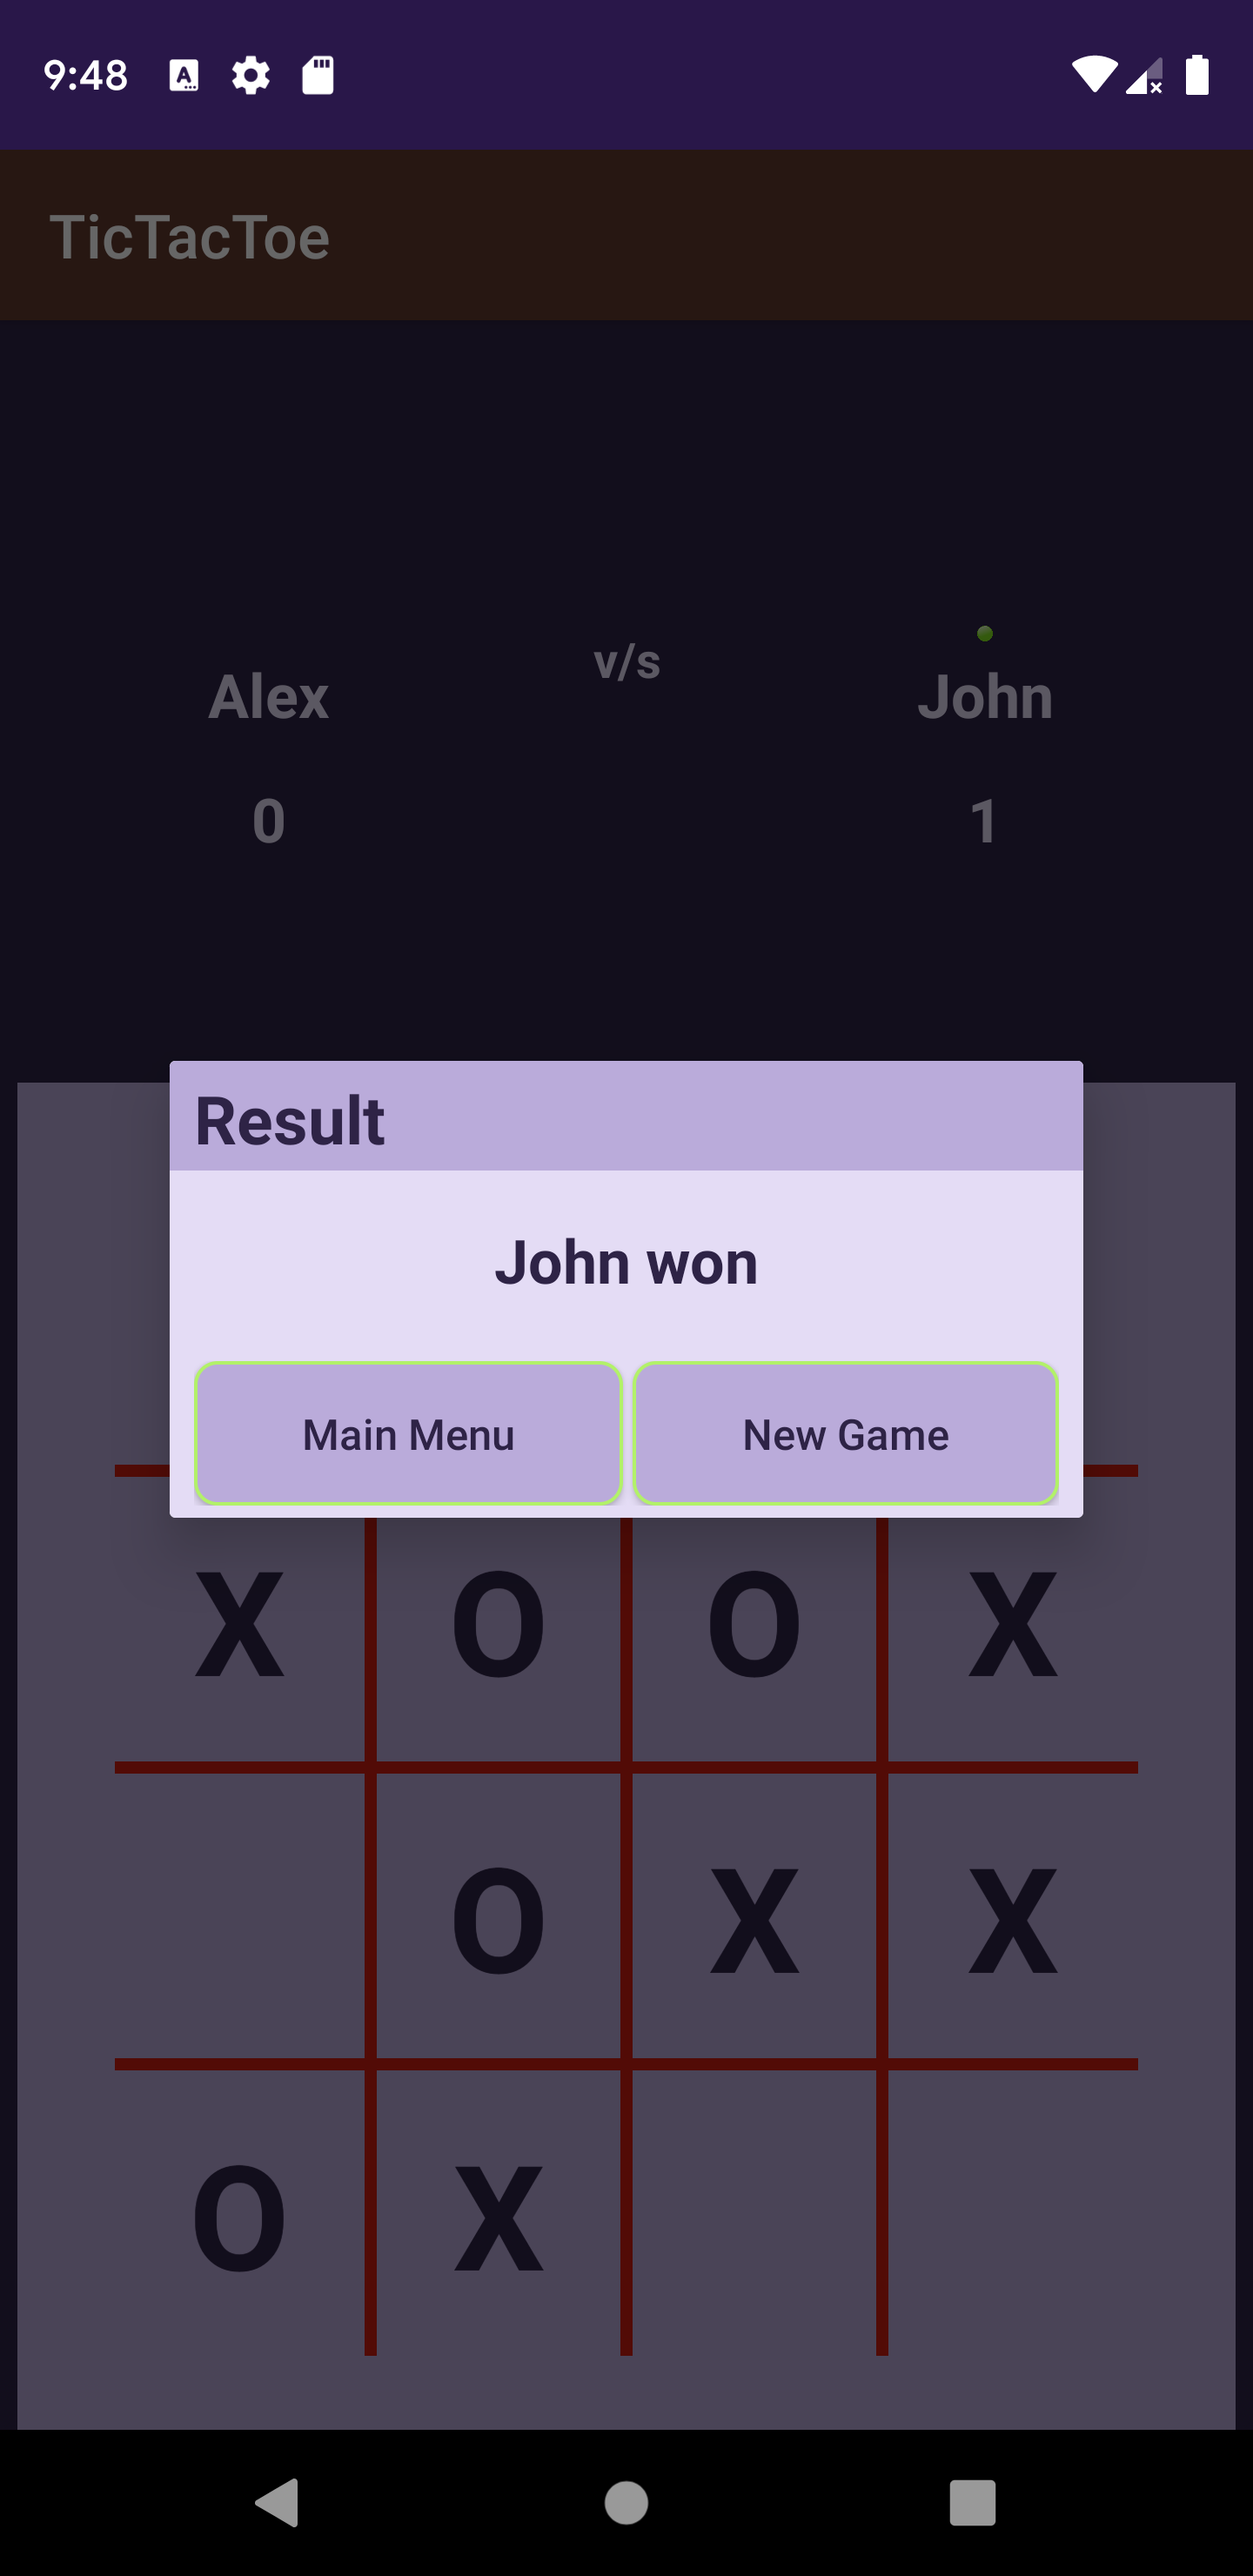 9:48
TicTacToe
v/s
Alex John
0 1
Result
John won
Main Menu New Game
X O O X
O X X
O X